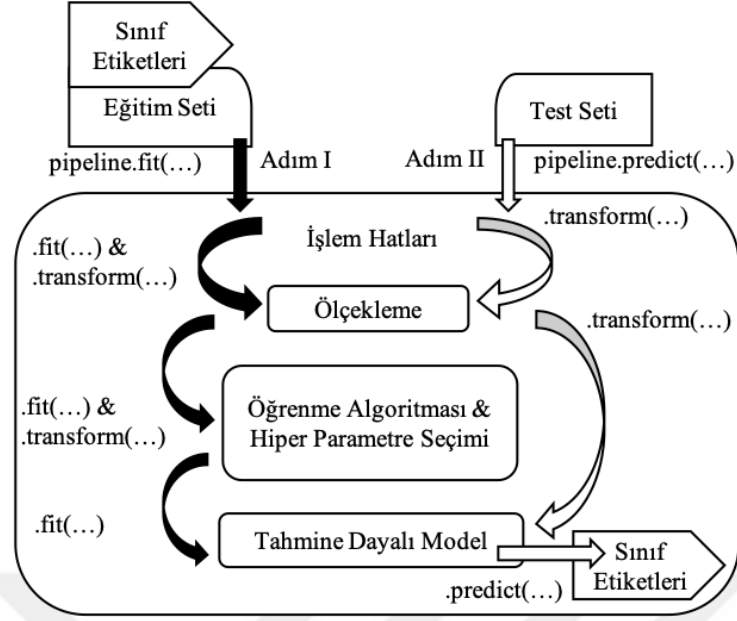 Sınıf
Etiketleri
Eğitim Seti
Test Seti
pipeline.fit(…)
Adım I
Adım II
pipeline.predict(…)
.fit(…) &
.transform(…)
İşlem Hatları
.transform(…)
Ölçekleme
.transform(…)
.fit(…) &
.transform(…)
Öğrenme Algoritması &
Hiper Parametre Seçimi
.fit(…)
Tahmine Dayalı Model
.predict(…)
Sınıf
Etiketleri